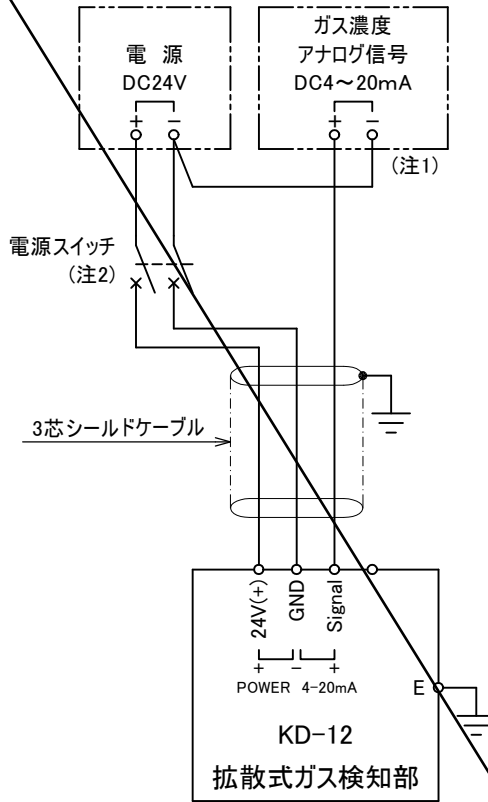 電 源
DC24V
+ −
ガス濃度
アナログ信号
DC4～20mA
+ −
(注1)
電源スイッチ
(注2)
3芯シールドケーブル
24V(+)
GND
Signal
+ − +
POWER 4-20mA
E
KD-12
拡散式ガス検知部